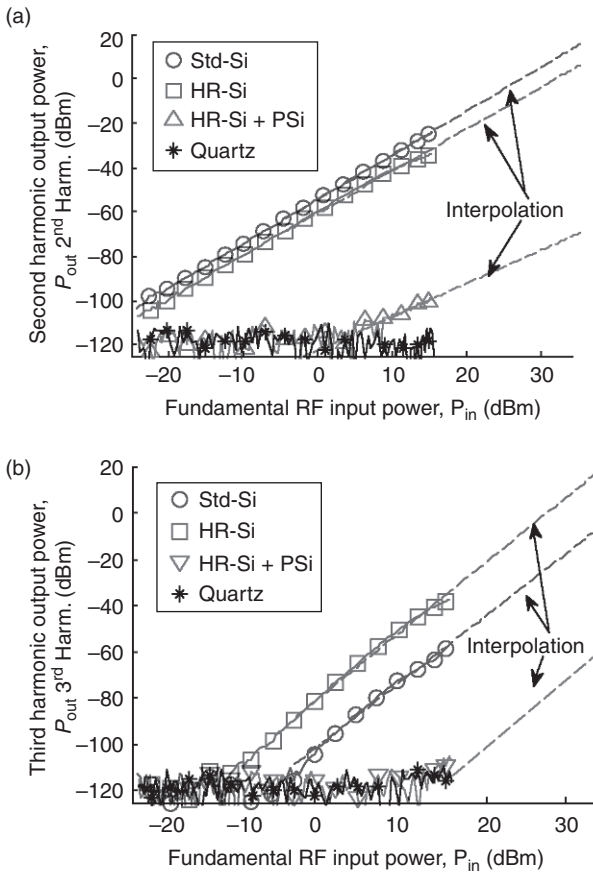 (a)
Second harmonic output power,
P_out 2nd Harm. (dBm)
20
0
−20
−40
−60
−80
−100
−120
Std-Si
HR-Si
HR-Si + PSi
Quartz
Interpolation
−20
−10
0
10
20
30
Fundamental RF input power, P_in (dBm)
(b)
Third harmonic output power,
P_out 3rd Harm. (dBm)
20
0
−20
−40
−60
−80
−100
−120
Std-Si
HR-Si
HR-Si + PSi
Quartz
Interpolation
−20
−10
0
10
20
30
Fundamental RF input power, P_in (dBm)